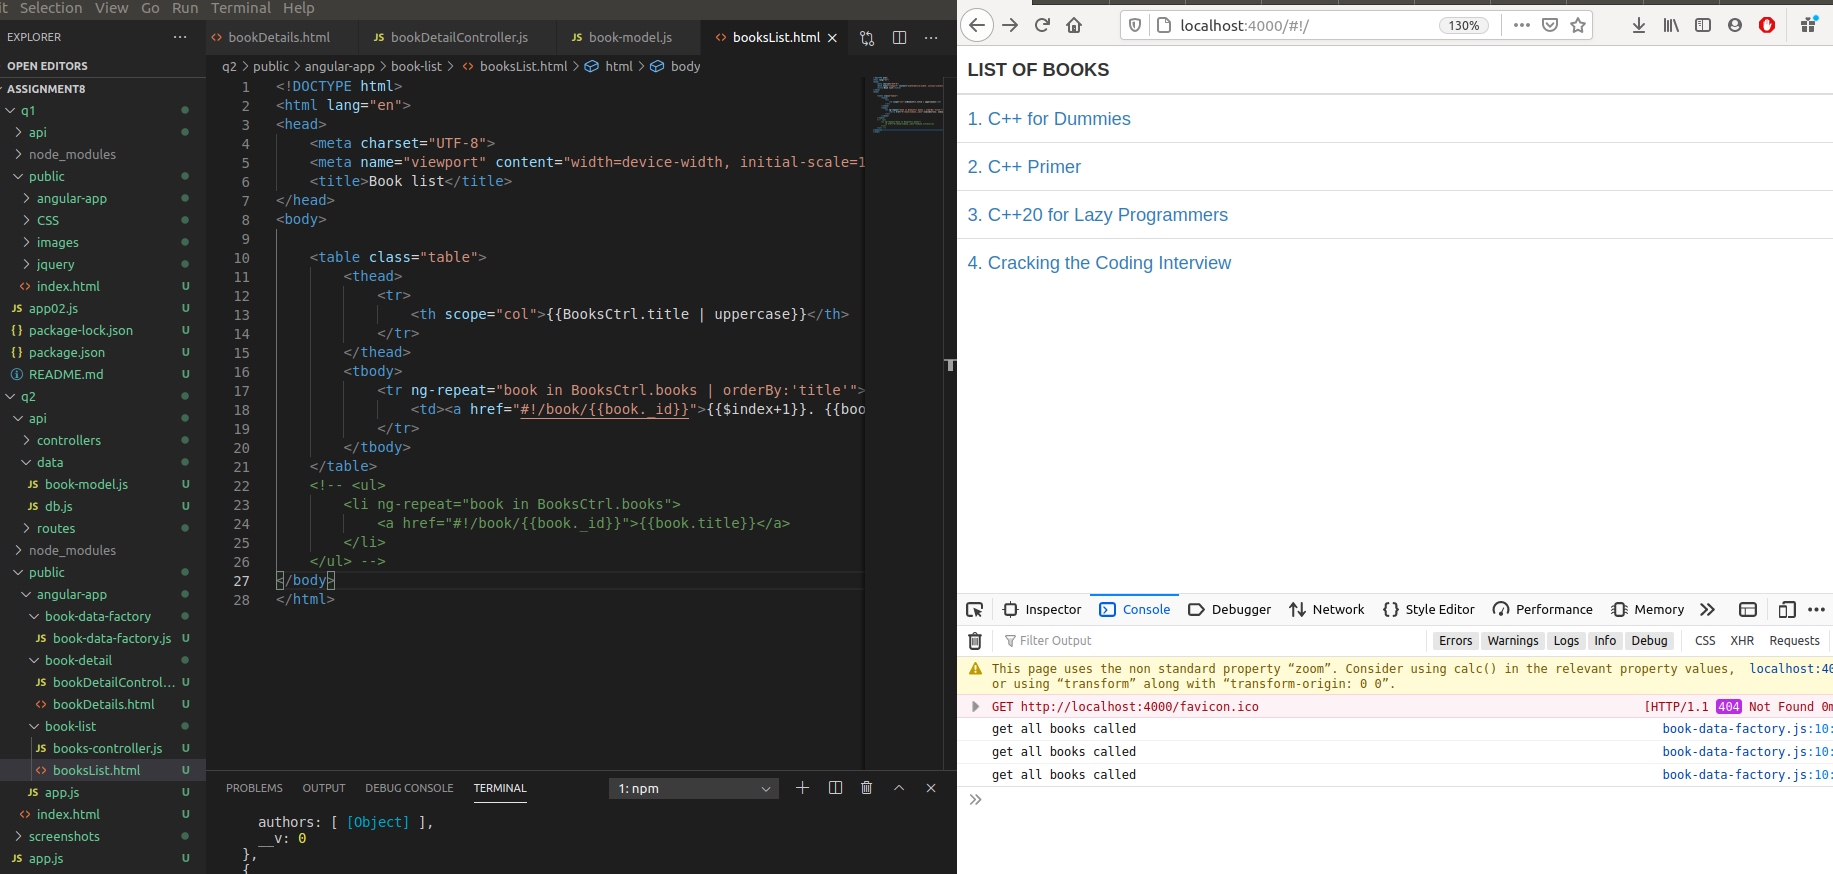 it Selection View Go Run Terminal Help
EXPLORER ···
OPEN EDITORS
ASSIGNMENT8
q1
api
node_modules
public
angular-app
CSS
images
jquery
<> index.html U
JS app02.js U
{} package-lock.json U
{} package.json U
README.md U
q2
api
controllers
data
JS book-model.js U
JS db.js U
routes
node_modules
public
angular-app
book-data-factory
JS book-data-factory.js U
book-detail
JS bookDetailControl... U
<> bookDetails.html U
book-list
JS books-controller.js U
<> booksList.html U
JS app.js U
<> index.html U
screenshots
JS app.js U
<> bookDetails.html JS bookDetailController.js JS book-model.js <> booksList.html × ···
q2 > public > angular-app > book-list > <> booksList.html > html > body
1 <!DOCTYPE html>
2 <html lang="en">
3 <head>
4 <meta charset="UTF-8">
5 <meta name="viewport" content="width=device-width, initial-scale=1
6 <title>Book list</title>
7 </head>
8 <body>
9
10 <table class="table">
11 <thead>
12 <tr>
13 <th scope="col">{{BooksCtrl.title | uppercase}}</th>
14 </tr>
15 </thead>
16 <tbody>
17 <tr ng-repeat="book in BooksCtrl.books | orderBy:'title'">
18 <td><a href="#!/book/{{book._id}}">{{$index+1}}. {{boo
19 </tr>
20 </tbody>
21 </table>
22 <!-- <ul>
23 <li ng-repeat="book in BooksCtrl.books">
24 <a href="#!/book/{{book._id}}">{{book.title}}</a>
25 </li>
26 </ul> -->
27 </body>
28 </html>
PROBLEMS OUTPUT DEBUG CONSOLE TERMINAL 1: npm
authors: [ [Object] ],
__v: 0
},
{
localhost:4000/#!/ 130% ···
LIST OF BOOKS
1. C++ for Dummies
2. C++ Primer
3. C++20 for Lazy Programmers
4. Cracking the Coding Interview
Inspector Console Debugger Network {} Style Editor Performance Memory >> ···
Filter Output Errors Warnings Logs Info Debug CSS XHR Requests
This page uses the non standard property “zoom”. Consider using calc() in the relevant property values, localhost:40
or using “transform” along with “transform-origin: 0 0”.
GET http://localhost:4000/favicon.ico [HTTP/1.1 404 Not Found 0m
get all books called book-data-factory.js:10:
get all books called book-data-factory.js:10:
get all books called book-data-factory.js:10:
>>